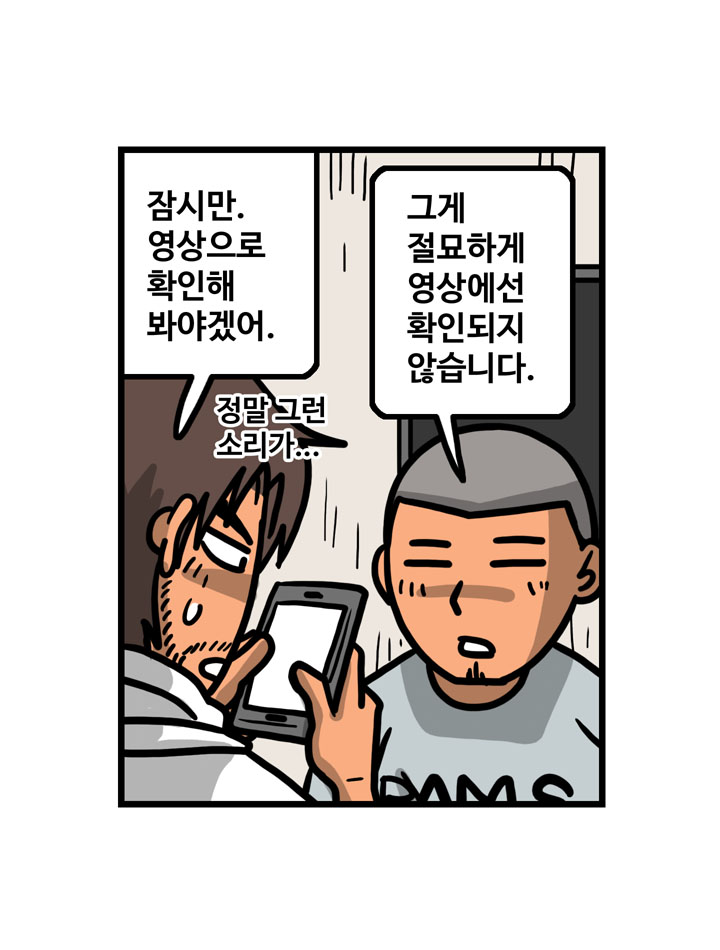 잠시만.
영상으로
확인해
봐야겠어.
그게
절묘하게
영상에선
확인되지
않습니다.
정말 그런
소리가...
RAMS